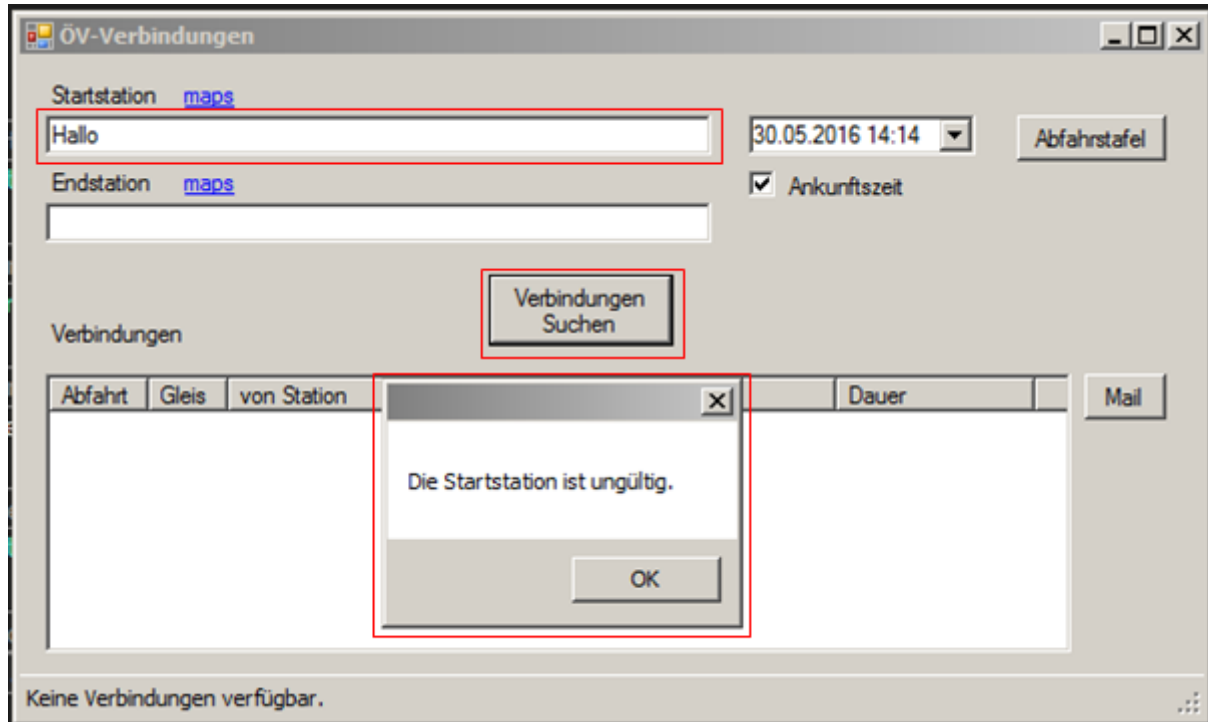 ÖV-Verbindungen
Startstation maps
Hallo
30.05.2016 14:14
Abfahrstafel
Endstation maps
Ankunftszeit
Verbindungen
Suchen
Verbindungen
Abfahrt Gleis von Station Dauer
Mail
Die Startstation ist ungültig.
OK
Keine Verbindungen verfügbar.